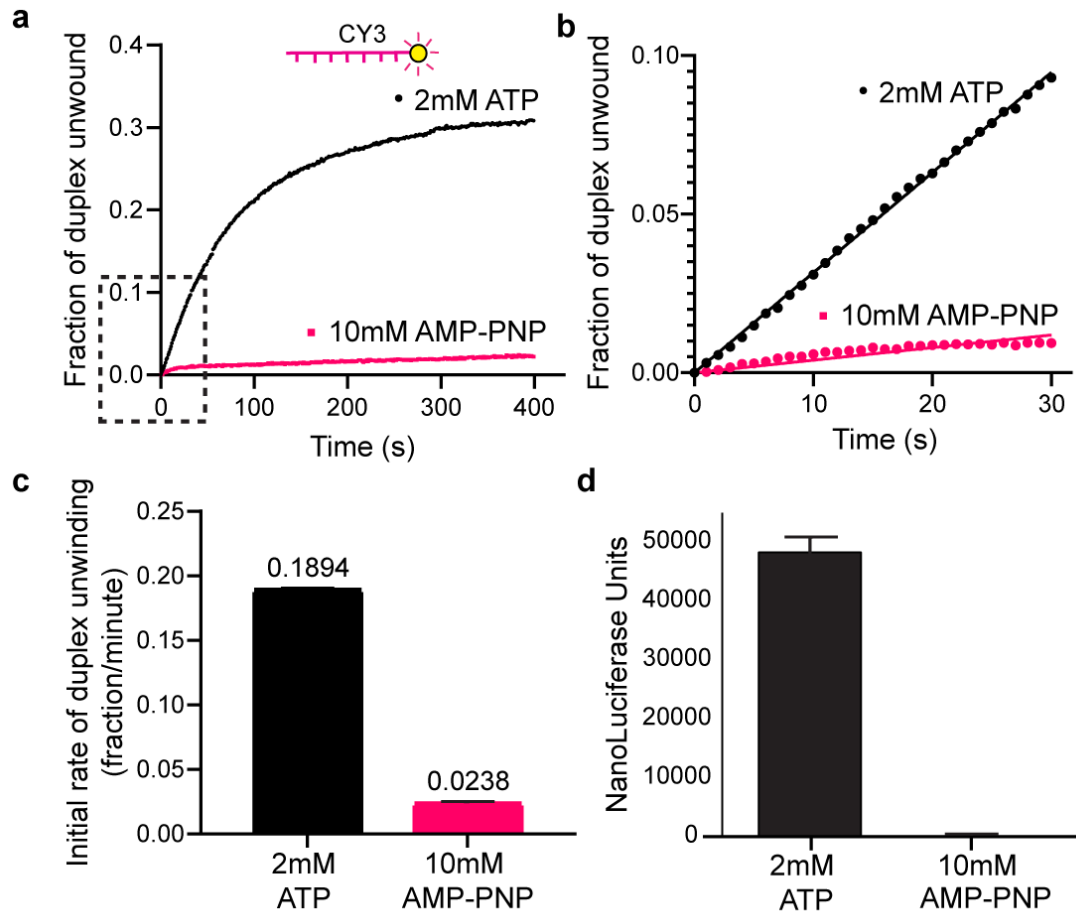 a
CY3
2mM ATP
10mM AMP-PNP
Fraction of duplex unwound
0.4
0.3
0.2
0.1
0.0
0 100 200 300 400
Time (s)
b
2mM ATP
10mM AMP-PNP
Fraction of duplex unwound
0.10
0.05
0.00
0 10 20 30
Time (s)
c
Initial rate of duplex unwinding
(fraction/minute)
0.25
0.20
0.15
0.10
0.05
0.00
0.1894
0.0238
2mM
ATP
10mM
AMP-PNP
d
NanoLuciferase Units
50000
40000
30000
20000
10000
0
2mM
ATP
10mM
AMP-PNP